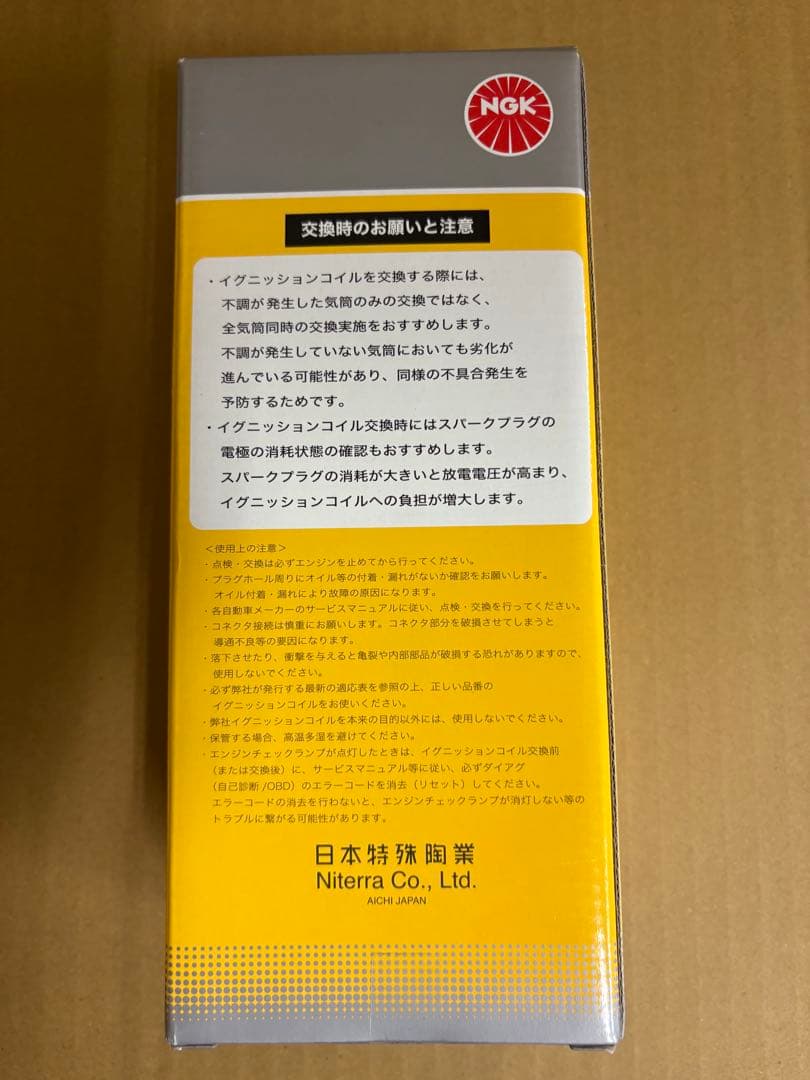 NGK
交換時のお願いと注意
・イグニッションコイルを交換する際には、
不調が発生した気筒のみの交換ではなく、
全気筒同時の交換実施をおすすめします。
不調が発生していない気筒においても劣化が
進んでいる可能性があり、同様の不具合発生を
予防するためです。
・イグニッションコイル交換時にはスパークプラグの
電極の消耗状態の確認もおすすめします。
スパークプラグの消耗が大きいと放電電圧が高まり、
イグニッションコイルへの負担が増大します。
＜使用上の注意＞
・点検・交換は必ずエンジンを止めてから行ってください。
・プラグホール周りにオイル等の付着・漏れがないか確認をお願いします。
オイル付着・漏れにより故障の原因になります。
・各自動車メーカーのサービスマニュアルに従い、点検・交換を行ってください。
・コネクタ接続は慎重にお願いします。コネクタ部分を破損させてしまうと
導通不良等の要因になります。
・落下させたり、衝撃を与えると亀裂や内部部品が破損する恐れがありますので、
使用しないでください。
・必ず弊社が発行する最新の適応表を参照の上、正しい品番の
イグニッションコイルをお使いください。
・弊社イグニッションコイルを本来の目的以外には、使用しないでください。
・保管する場合、高温多湿を避けてください。
・エンジンチェックランプが点灯したときは、イグニッションコイル交換前
（または交換後）に、サービスマニュアル等に従い、必ずダイアグ
（自己診断/OBD）のエラーコードを消去（リセット）してください。
エラーコードの消去を行わないと、エンジンチェックランプが消灯しない等の
トラブルに繋がる可能性があります。
日本特殊陶業
Niterra Co., Ltd.
AICHI JAPAN